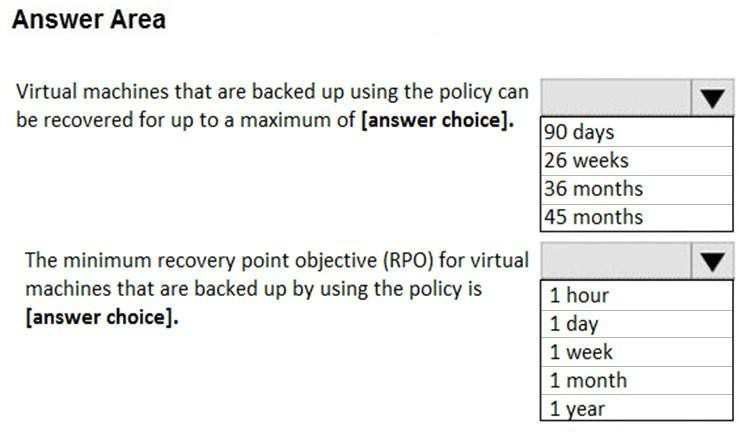 Answer Area
Virtual machines that are backed up using the policy can
be recovered for up to a maximum of [answer choice].
90 days
26 weeks
36 months
45 months
The minimum recovery point objective (RPO) for virtual
machines that are backed up by using the policy is
[answer choice].
1 hour
1 day
1 week
1 month
1 year